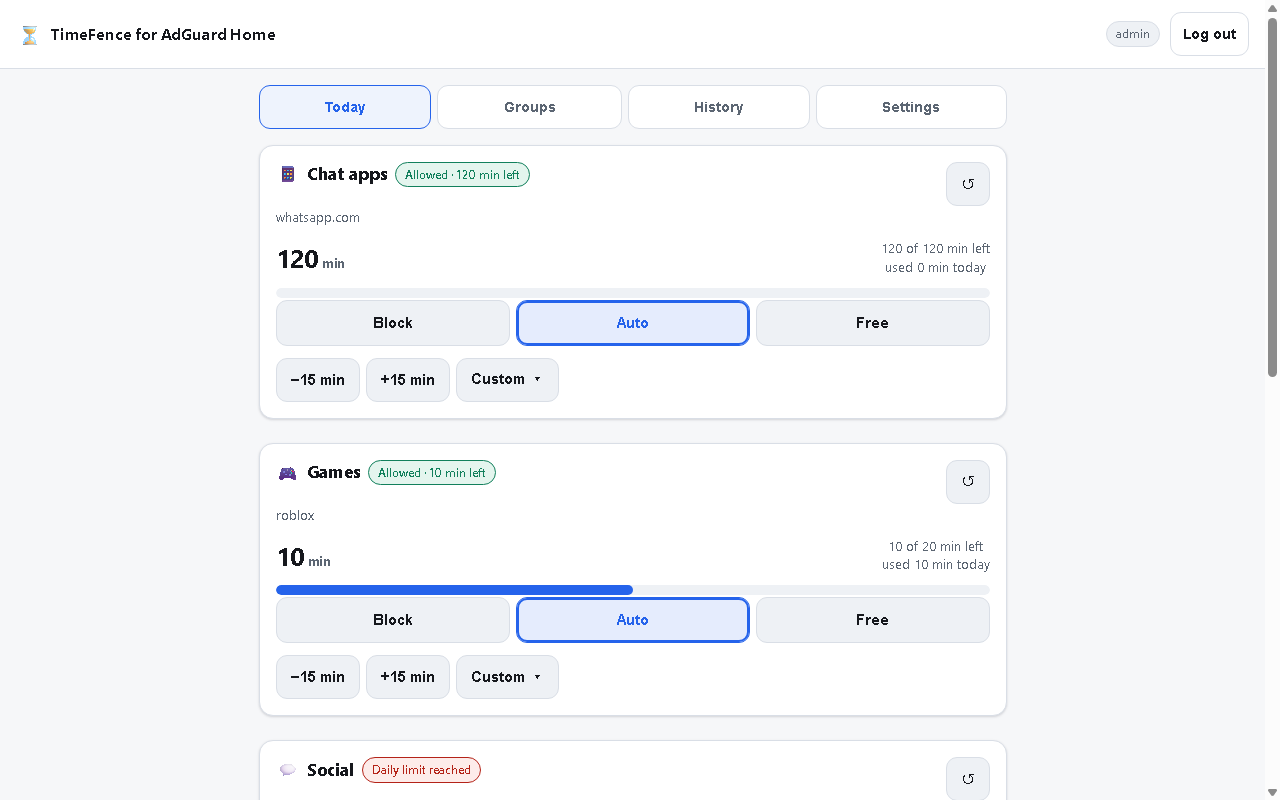 TimeFence for AdGuard Home
admin
Log out
Today
Groups
History
Settings
Chat apps
Allowed · 120 min left
↺
whatsapp.com
120 min
120 of 120 min left
used 0 min today
Block
Auto
Free
−15 min
+15 min
Custom ▾
Games
Allowed · 10 min left
↺
roblox
10 min
10 of 20 min left
used 10 min today
Block
Auto
Free
−15 min
+15 min
Custom ▾
Social
Daily limit reached
↺